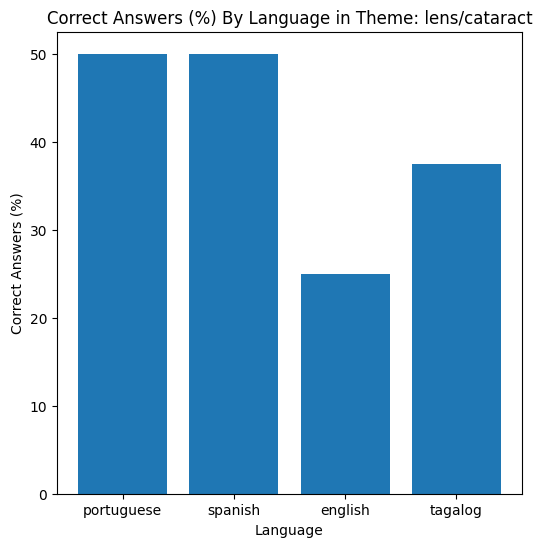 Correct Answers (%) By Language in Theme: lens/cataract
Correct Answers (%)
50
40
30
20
10
0
portuguese spanish english tagalog
Language